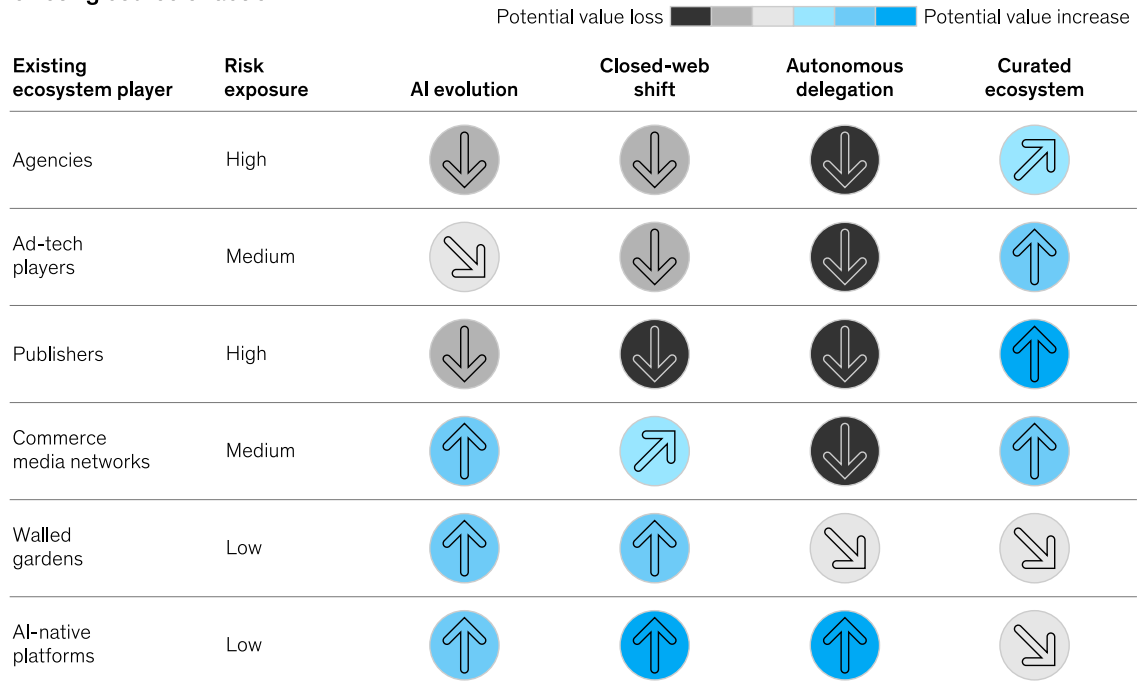 Potential value loss Potential value increase
Existing ecosystem player Risk exposure AI evolution Closed-web shift Autonomous delegation Curated ecosystem
Agencies High
Ad-tech players Medium
Publishers High
Commerce media networks Medium
Walled gardens Low
AI-native platforms Low